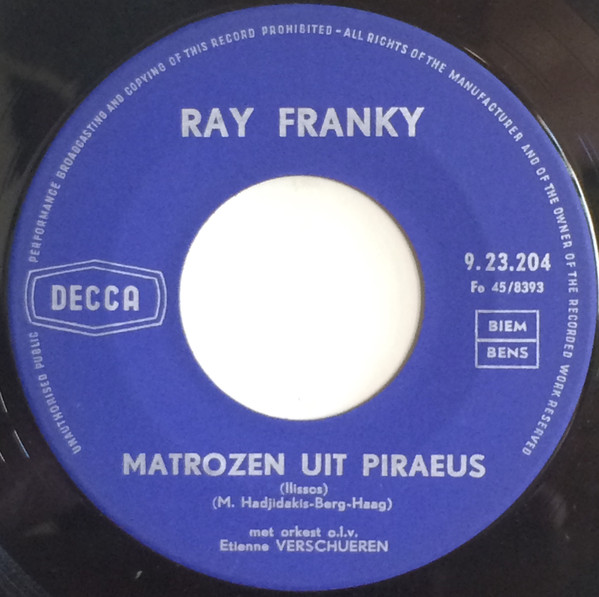 UNAUTHORISED PUBLIC PERFORMANCE BROADCASTING AND COPYING OF THIS RECORD PROHIBITED – ALL RIGHTS OF THE MANUFACTURER AND OF THE OWNER OF THE RECORDED WORK RESERVED
RAY FRANKY
9.23.204
Fo 45/8393
DECCA
BIEM
BENS
MATROZEN UIT PIRAEUS
(Ilissos)
(M. Hadjidakis-Berg-Haag)
met orkest o.l.v.
Etienne VERSCHUEREN